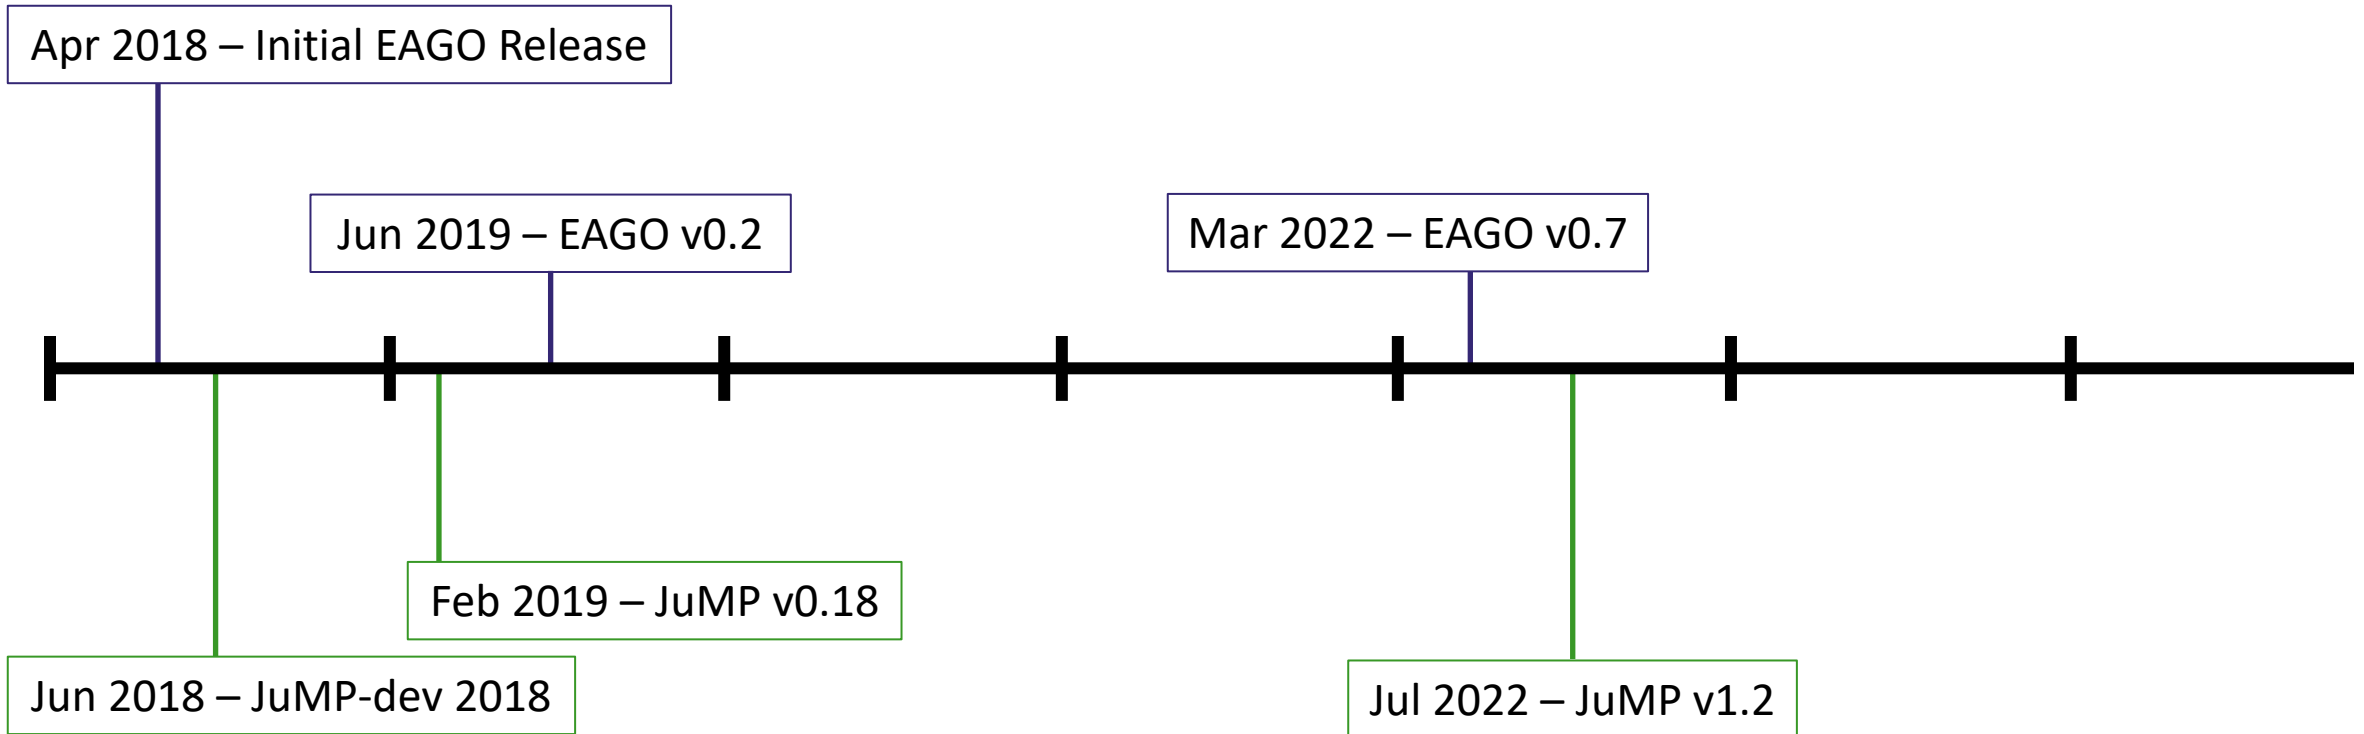 Apr 2018 – Initial EAGO Release
Jun 2019 – EAGO v0.2
Mar 2022 – EAGO v0.7
Feb 2019 – JuMP v0.18
Jun 2018 – JuMP-dev 2018
Jul 2022 – JuMP v1.2